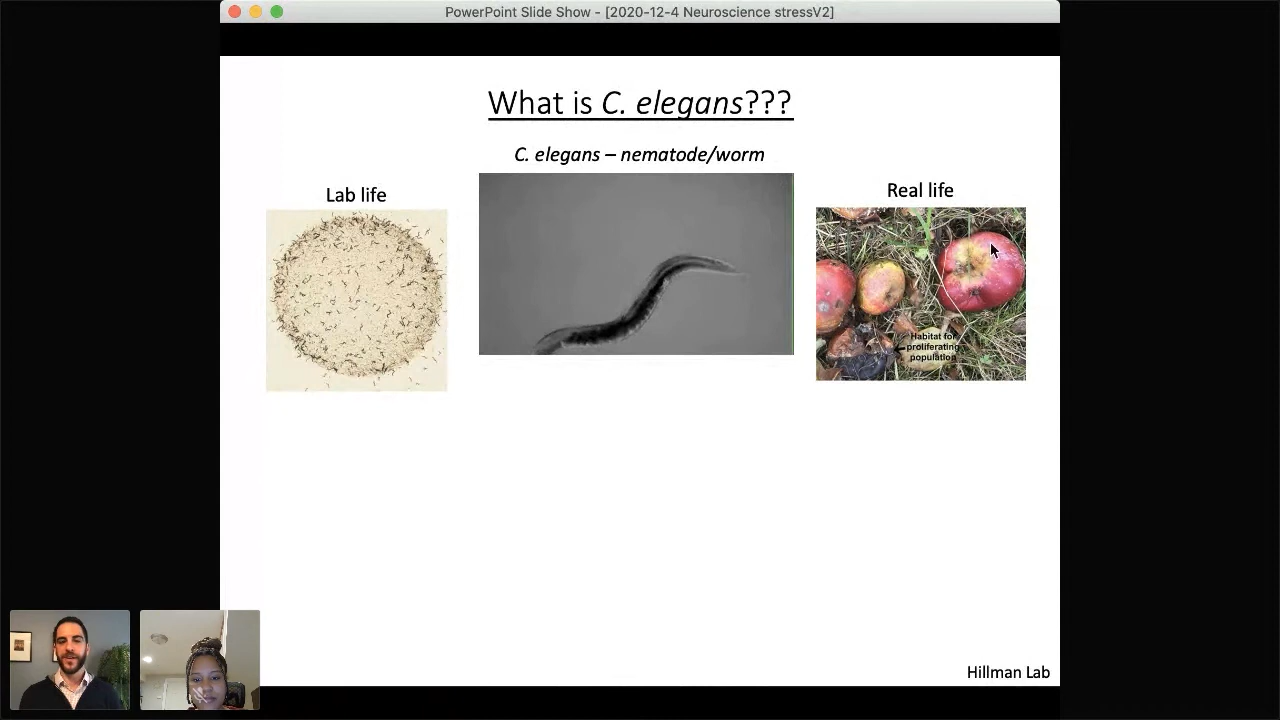 PowerPoint Slide Show - [2020-12-4 Neuroscience stressV2]
What is C. elegans???
C. elegans – nematode/worm
Lab life
Real life
Habitat for
proliferating
population
Hillman Lab